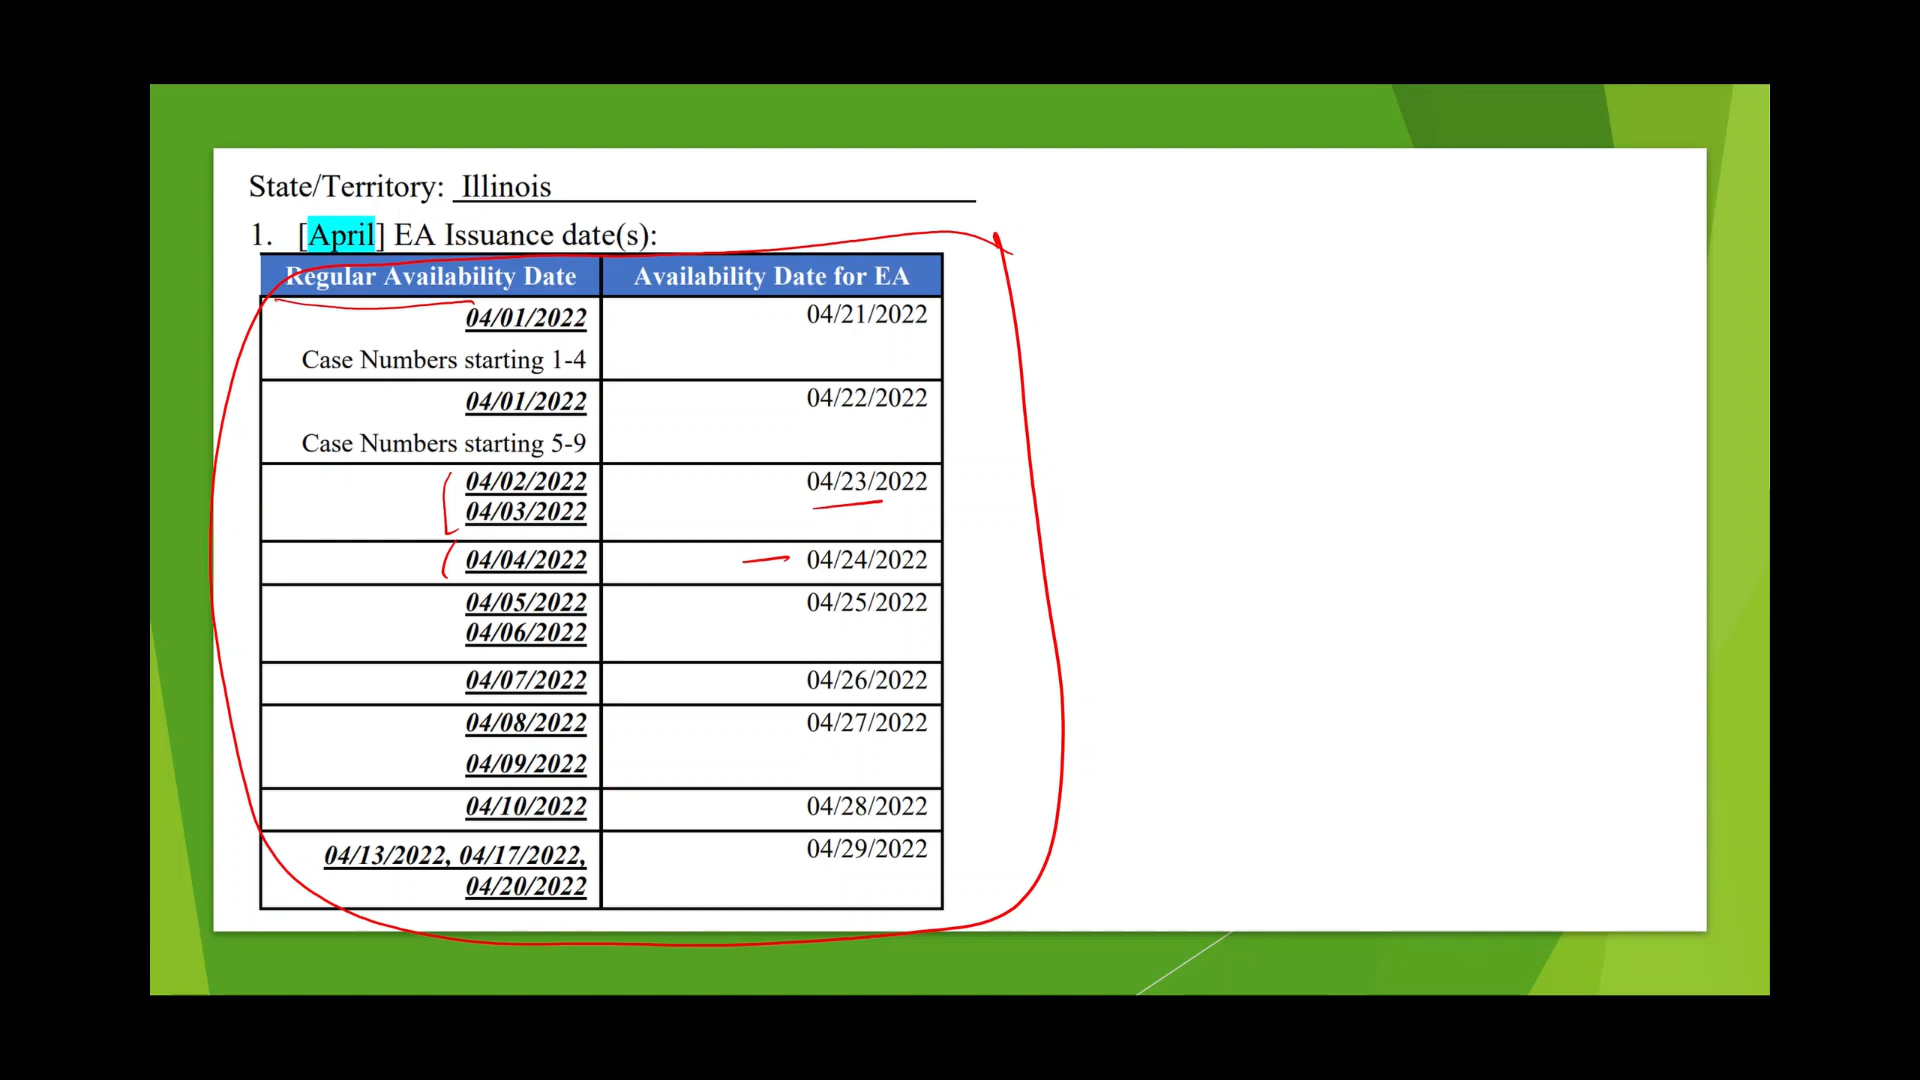 State/Territory: Illinois
1. [April] EA Issuance date(s):
Regular Availability Date Availability Date for EA
04/01/2022 04/21/2022
Case Numbers starting 1-4
04/01/2022 04/22/2022
Case Numbers starting 5-9
04/02/2022 04/23/2022
04/03/2022
04/04/2022 04/24/2022
04/05/2022 04/25/2022
04/06/2022
04/07/2022 04/26/2022
04/08/2022 04/27/2022
04/09/2022
04/10/2022 04/28/2022
04/13/2022, 04/17/2022, 04/29/2022
04/20/2022